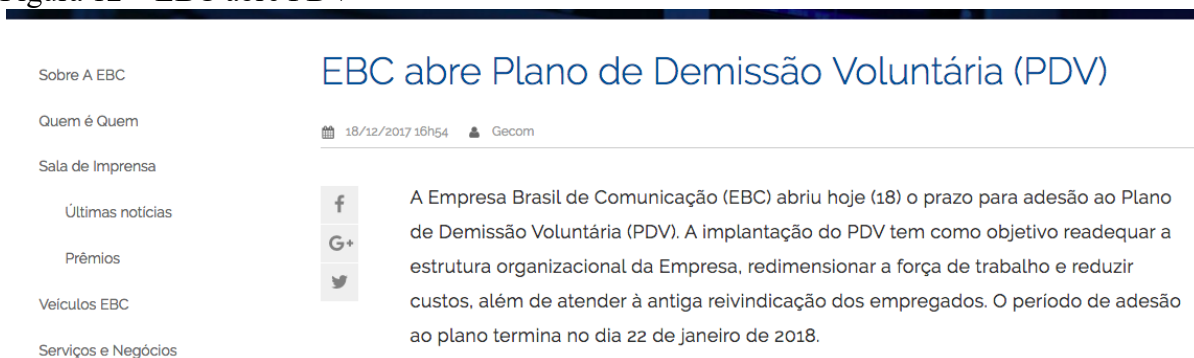 EBC abre Plano de Demissão Voluntária (PDV)
18/12/2017 16h54 Gecom
Sobre A EBC
Quem é Quem
Sala de Imprensa
Últimas notícias
Prêmios
Veículos EBC
Serviços e Negócios
f
G+
A Empresa Brasil de Comunicação (EBC) abriu hoje (18) o prazo para adesão ao Plano
de Demissão Voluntária (PDV). A implantação do PDV tem como objetivo readequar a
estrutura organizacional da Empresa, redimensionar a força de trabalho e reduzir
custos, além de atender à antiga reivindicação dos empregados. O período de adesão
ao plano termina no dia 22 de janeiro de 2018.